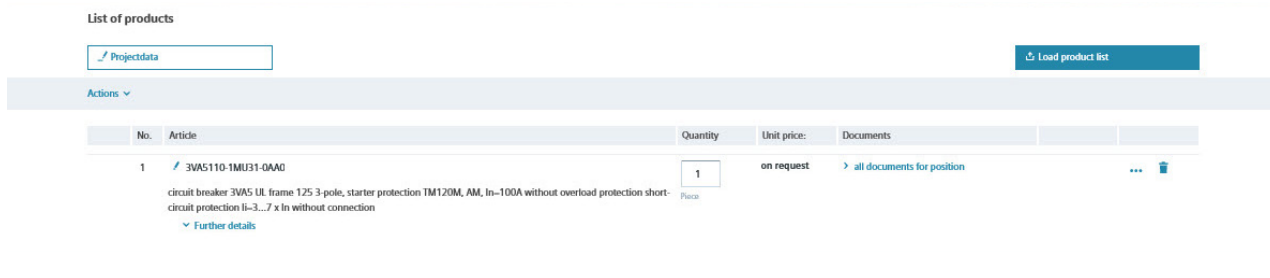 List of products
Projectdata
Load product list
Actions
No. Article Quantity Unit price: Documents
1 3VA5110-1MU31-0AA0 1 on request all documents for position ...
circuit breaker 3VA5 UL frame 125 3-pole, starter protection TM120M, AM, In=100A without overload protection short- Piece
circuit protection Ii=3...7 x In without connection
Further details